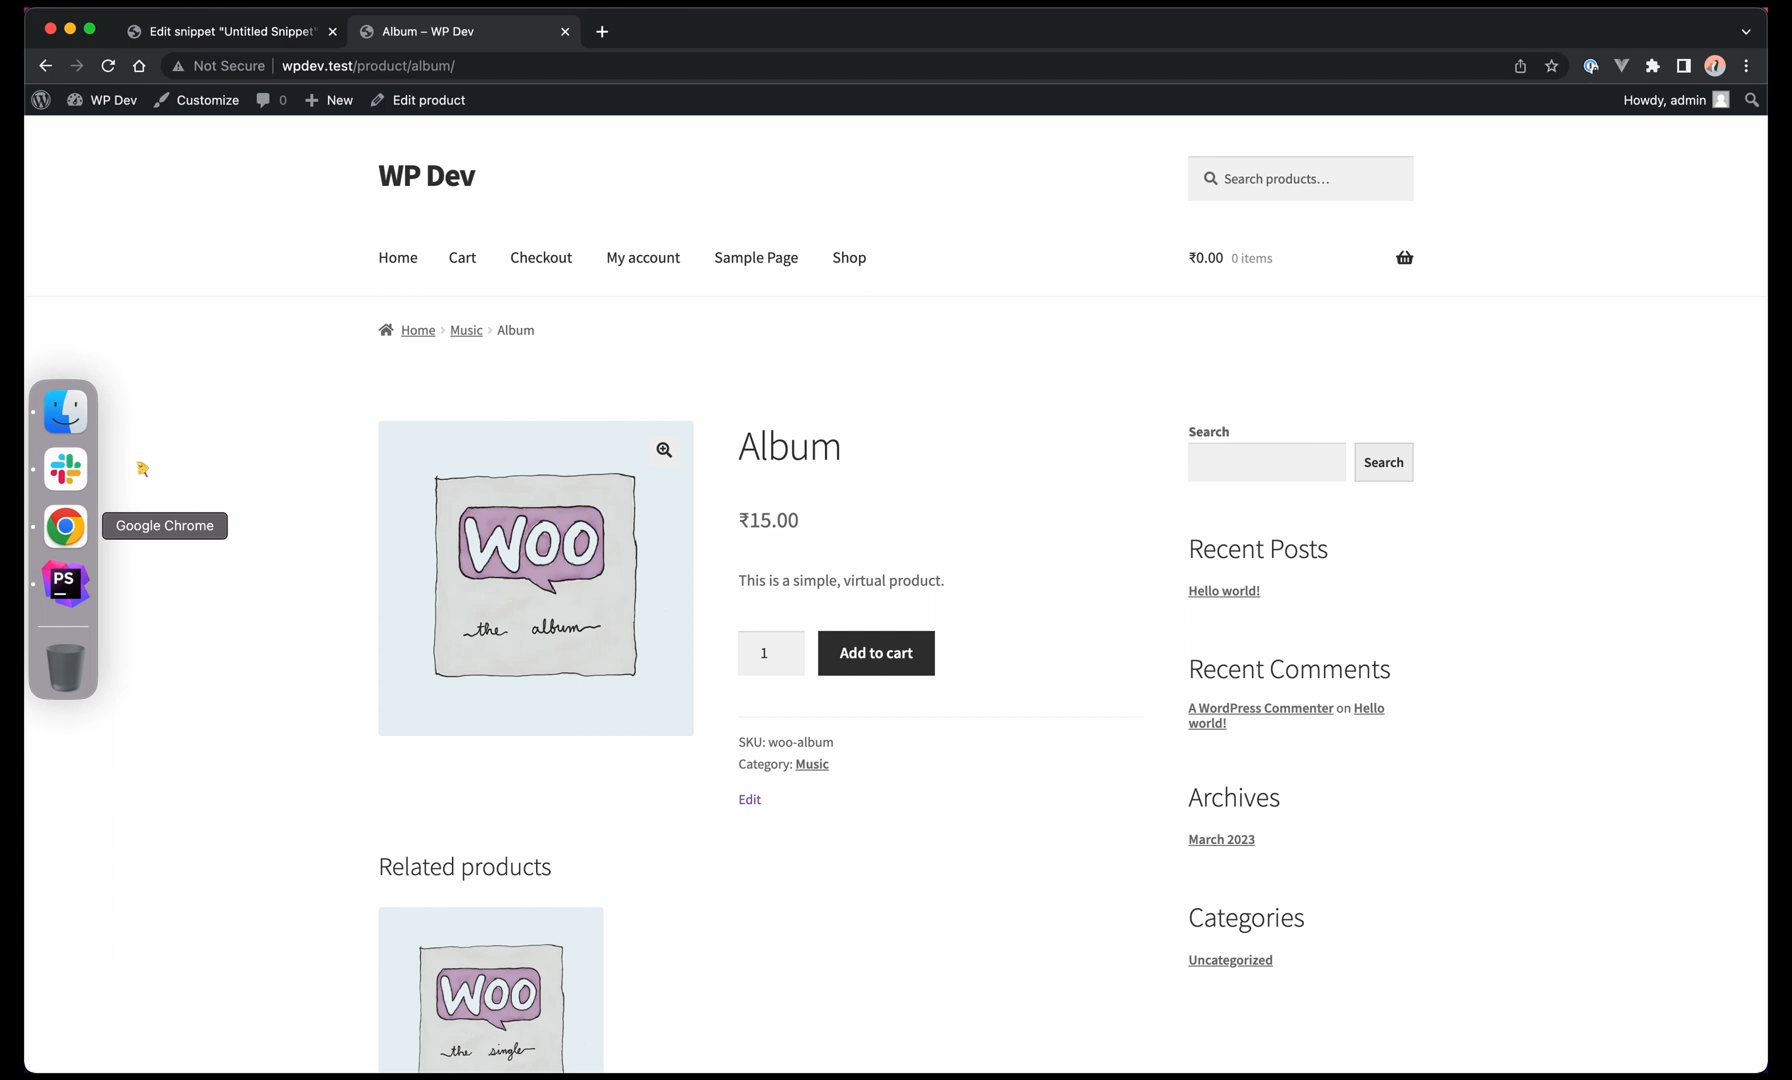 Edit snippet "Untitled Snippet"
Album – WP Dev
Not Secure
wpdev.test/product/album/
WP Dev
Customize
0
New
Edit product
Howdy, admin
WP Dev
Search products…
Home
Cart
Checkout
My account
Sample Page
Shop
₹0.00 0 items
Home
Music
Album
Google Chrome
PS
WOO
the album
Album
₹15.00
This is a simple, virtual product.
1
Add to cart
SKU: woo-album
Category: Music
Edit
Search
Search
Recent Posts
Hello world!
Recent Comments
A WordPress Commenter on Hello
world!
Archives
March 2023
Categories
Uncategorized
Related products
WOO
the single